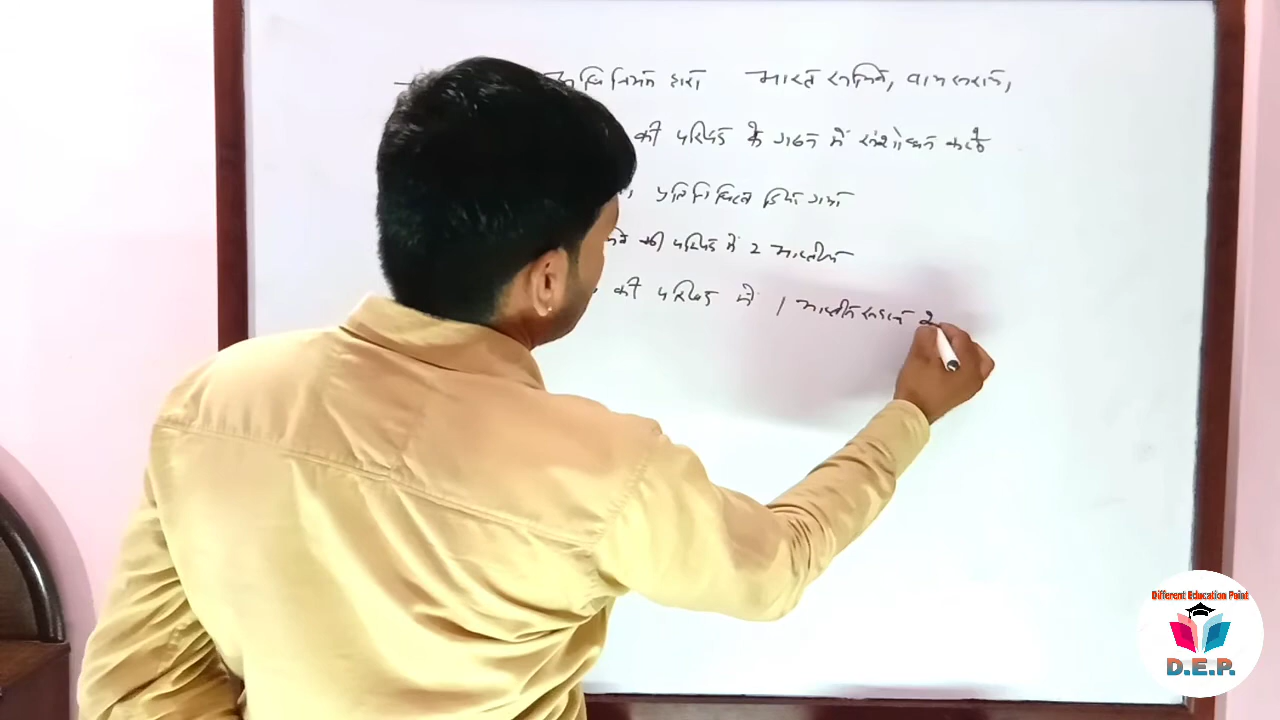 द्वारा भारत सचिव, वायसराय,
की परिषद के गठन में संशोधन करके
प्रतिनिधित्व दिया गया
की परिषद में 2 भारतीय
की परिषद में 1 भारतीय सदस्य
Different Education Point
D.E.P.